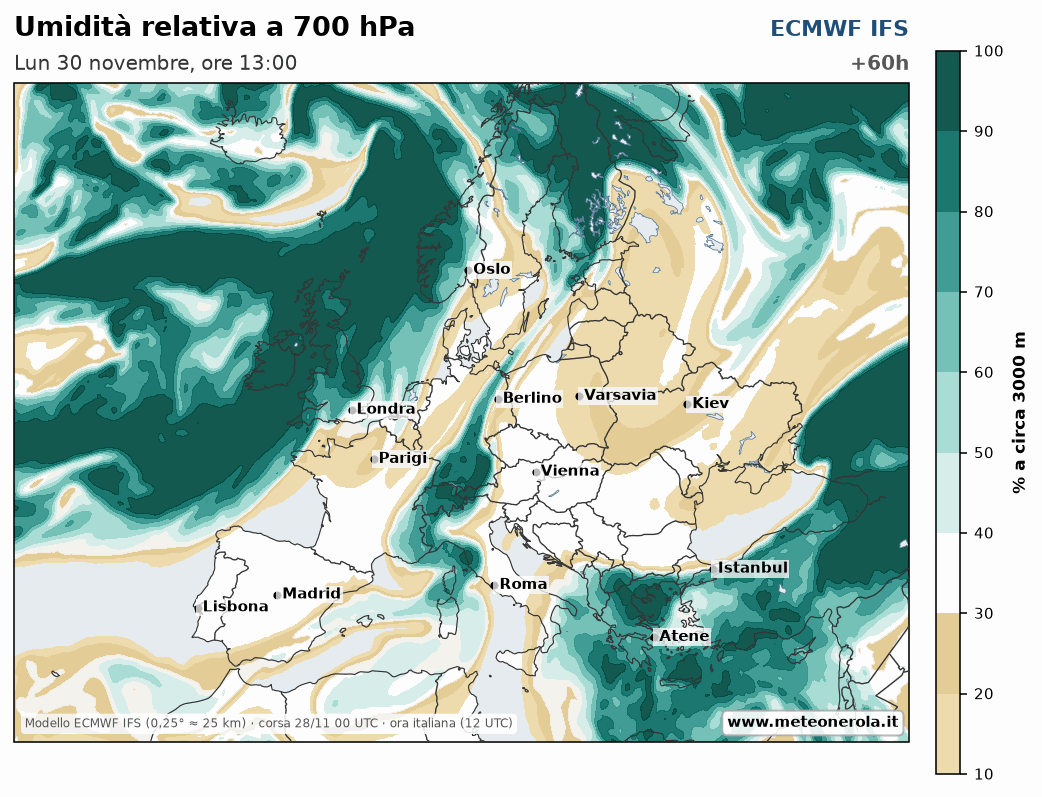 Umidità relativa a 700 hPa
ECMWF IFS
Lun 30 novembre, ore 13:00
+60h
100
90
80
70
60
50
40
30
20
10
% a circa 3000 m
Oslo
Londra
Berlino
Varsavia
Kiev
Parigi
Vienna
Istanbul
Roma
Madrid
Lisbona
Atene
Modello ECMWF IFS (0,25° ≈ 25 km) · corsa 28/11 00 UTC · ora italiana (12 UTC)
www.meteonerola.it